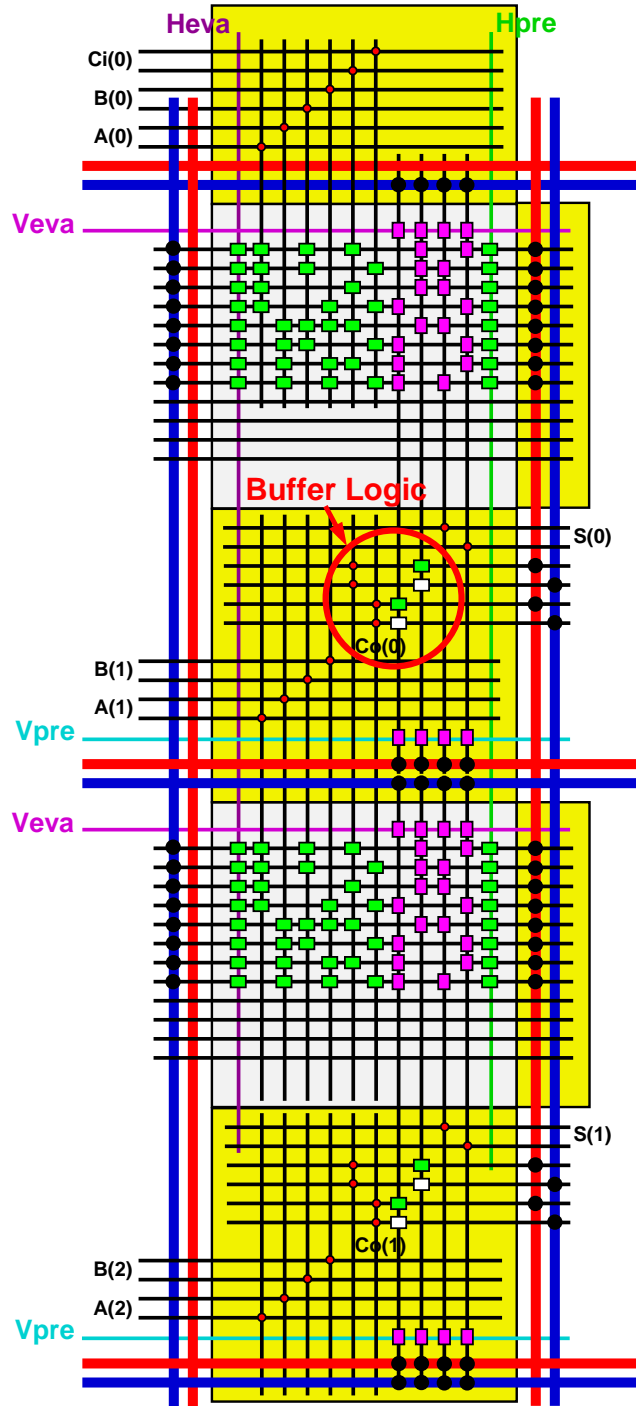 Heva
Hpre
Ci(0)
B(0)
A(0)
Veva
Buffer Logic
S(0)
Co(0)
B(1)
A(1)
Vpre
Veva
S(1)
Co(1)
B(2)
A(2)
Vpre